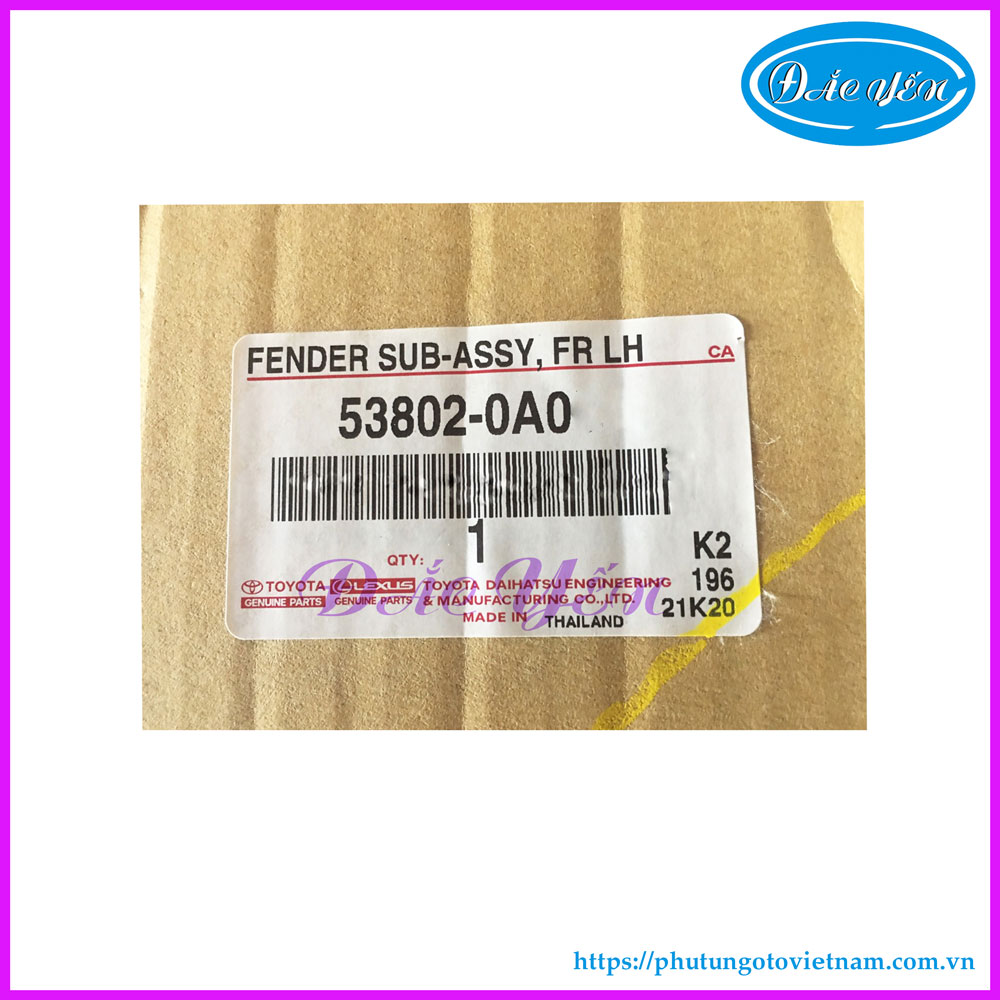 ĐẮC YẾN
FENDER SUB-ASSY, FR LH CA
53802-0A0
1
QTY:
K2
196
21K20
TOYOTA
GENUINE PARTS
LEXUS
GENUINE PARTS
TOYOTA DAIHATSU ENGINEERING
& MANUFACTURING CO.,LTD.
MADE IN THAILAND
Đắc Yến
https://phutungotovietnam.com.vn